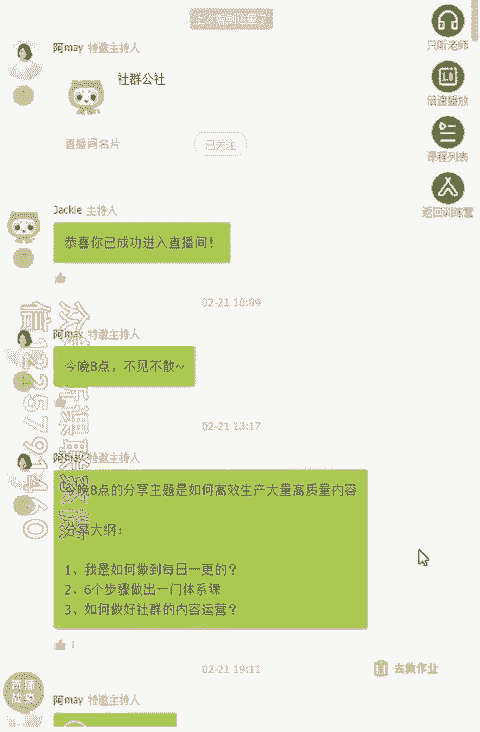 上次看到这里了
阿may 特邀主持人
社群公社
直播间名片
已关注
只听老师
倍速播放
课程列表
返回训练营
Jackie 主持人
恭喜你已成功进入直播间！
02-21 10:09
阿may 特邀主持人
今晚8点，不见不散~
02-21 13:17
阿may 特邀主持人
今晚8点的分享主题是如何高效生产大量高质量内容
分享大纲：
1、我是如何做到每日一更的？
2、6个步骤做出一门体系课
3、如何做好社群的内容运营？
1
02-21 19:11
去做作业
阿may 特邀主持人